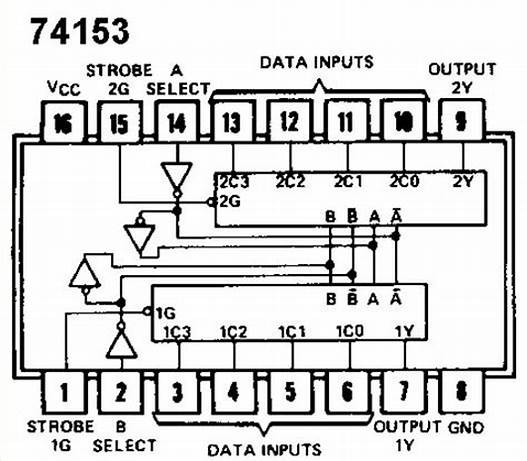 74153
STROBE A DATA INPUTS OUTPUT
VCC 2G SELECT 2Y
16 15 14 13 12 11 10 9
2C3 2C2 2C1 2C0 2Y
2G
B B̅ A A̅
B B̅ A A̅
1G
1C3 1C2 1C1 1C0 1Y
1 2 3 4 5 6 7 8
STROBE B OUTPUT GND
1G SELECT DATA INPUTS 1Y